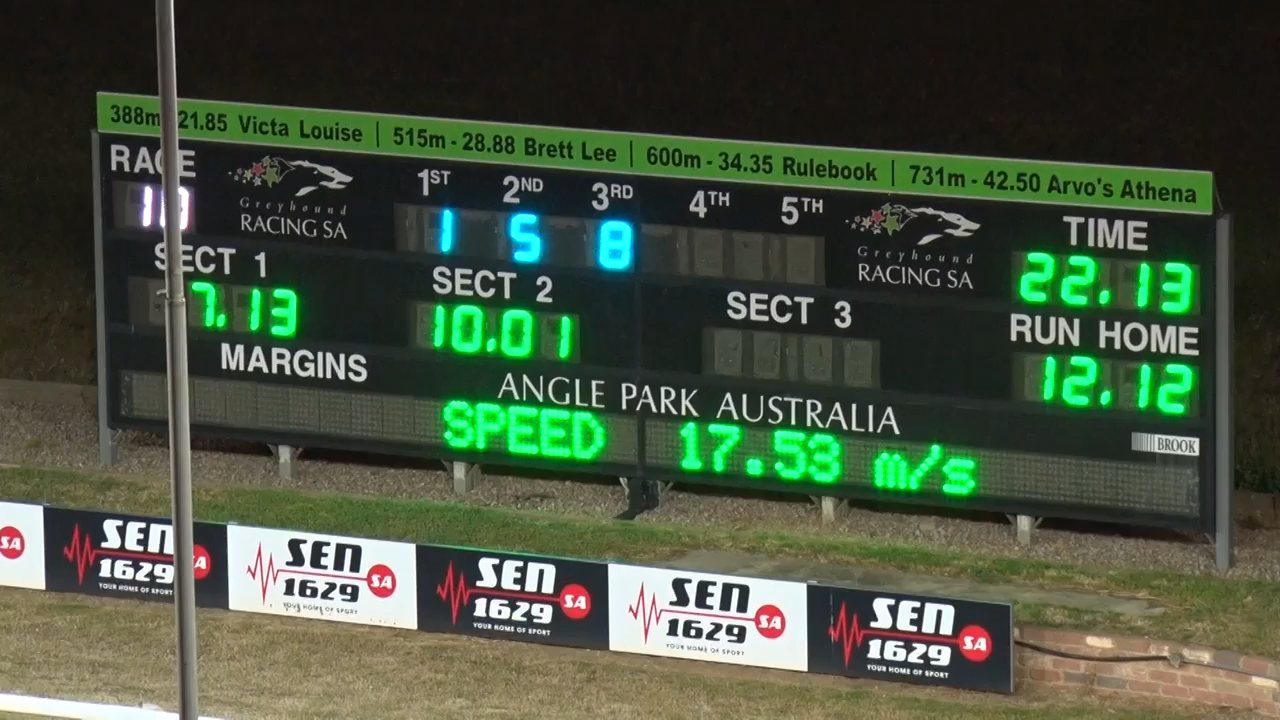 388m 21.85 Victa Louise | 515m - 28.88 Brett Lee | 600m - 34.35 Rulebook | 731m - 42.50 Arvo's Athena
RACE
1ST 2ND 3RD 4TH 5TH
Greyhound
RACING SA
1 5 8
Greyhound
RACING SA
TIME
22.13
SECT 1
7.13
SECT 2
10.01
SECT 3
RUN HOME
12.12
MARGINS
ANGLE PARK AUSTRALIA
SPEED 17.53 m/s
BROOK
SA
SEN
1629 SA
YOUR HOME OF SPORT
SEN
1629 SA
YOUR HOME OF SPORT
SEN
1629 SA
YOUR HOME OF SPORT
SEN
1629 SA
YOUR HOME OF SPORT
SEN
1629 SA
YOUR HOME OF SPORT